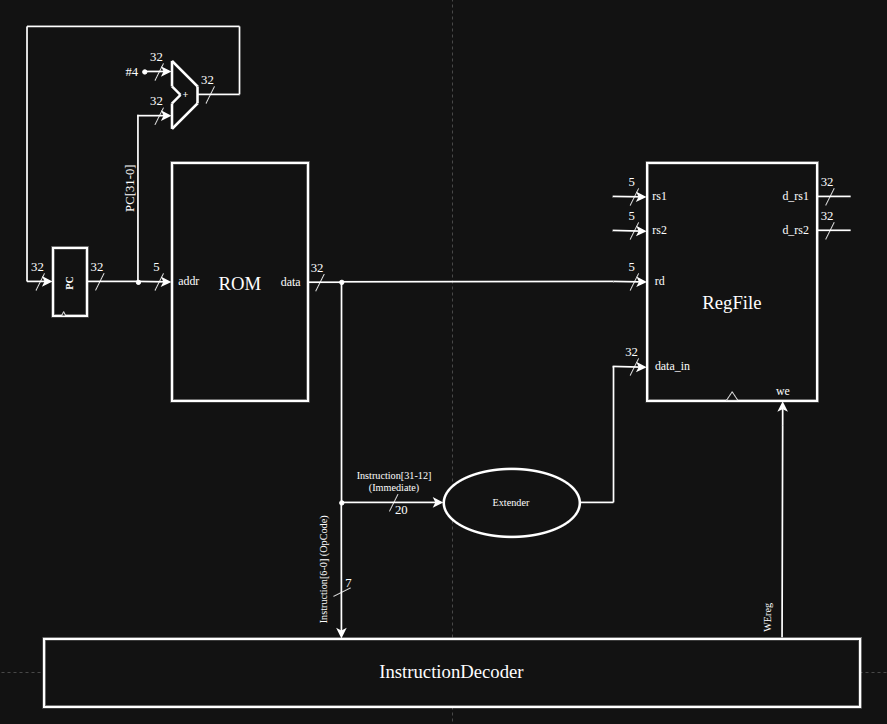 32
#4
32
+
32
PC[31-0]
32
PC
32
5
addr
ROM
data
32
5
rs1
5
rs2
5
rd
32
data_in
RegFile
d_rs1
32
d_rs2
32
we
Instruction[31-12]
(Immediate)
20
Extender
Instruction[6-0] (OpCode)
7
WEreg
InstructionDecoder